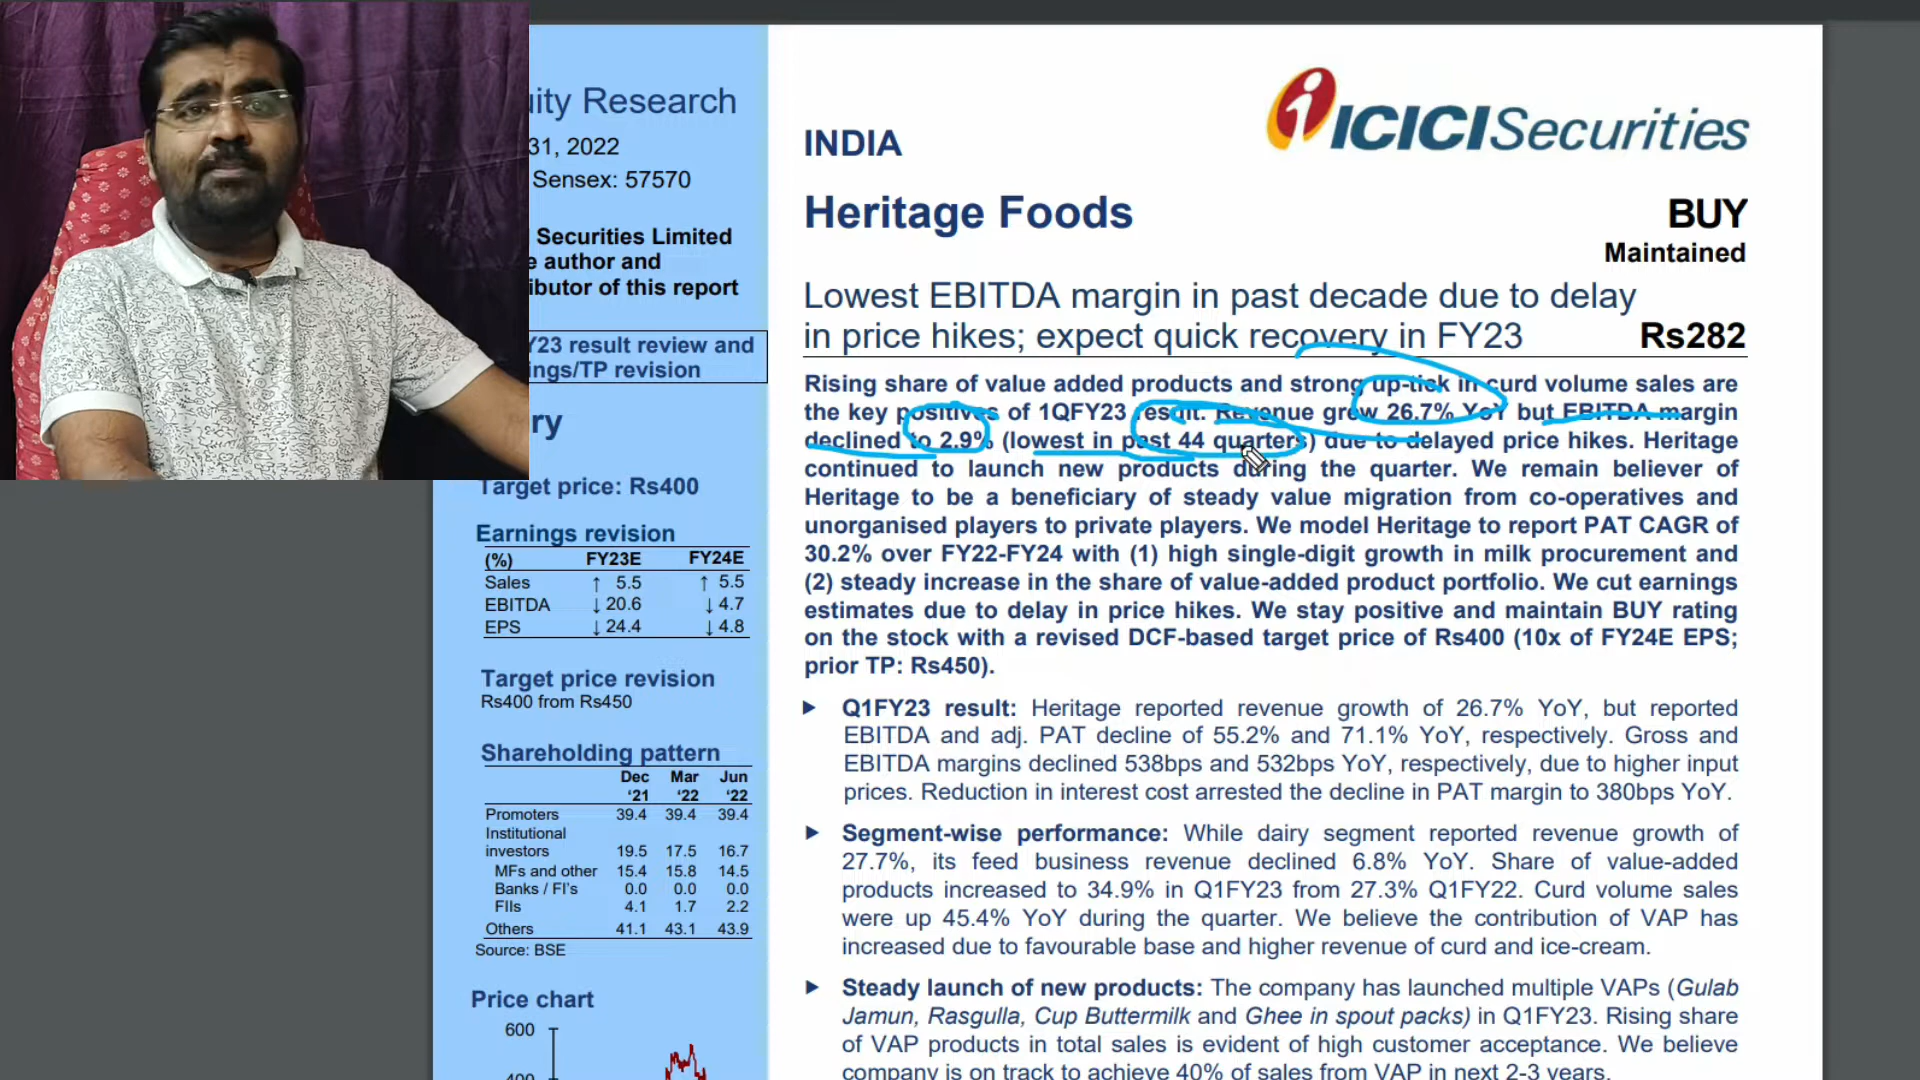 uity Research
31, 2022
Sensex: 57570
Securities Limited
e author and
ibutor of this report
Y23 result review and
ings/TP revision
ry
Target price: Rs400
Earnings revision
(%) FY23E FY24E
Sales ↑ 5.5 ↑ 5.5
EBITDA ↓ 20.6 ↓ 4.7
EPS ↓ 24.4 ↓ 4.8
Target price revision
Rs400 from Rs450
Shareholding pattern
Dec Mar Jun
'21 '22 '22
Promoters 39.4 39.4 39.4
Institutional
investors 19.5 17.5 16.7
MFs and other 15.4 15.8 14.5
Banks / FI's 0.0 0.0 0.0
FIIs 4.1 1.7 2.2
Others 41.1 43.1 43.9
Source: BSE
Price chart
600
400
ICICI Securities
INDIA
Heritage Foods
BUY
Maintained
Lowest EBITDA margin in past decade due to delay
in price hikes; expect quick recovery in FY23 Rs282
Rising share of value added products and strong up-tick in curd volume sales are
the key positives of 1QFY23 result. Revenue grew 26.7% YoY but EBITDA margin
declined to 2.9% (lowest in past 44 quarters) due to delayed price hikes. Heritage
continued to launch new products during the quarter. We remain believer of
Heritage to be a beneficiary of steady value migration from co-operatives and
unorganised players to private players. We model Heritage to report PAT CAGR of
30.2% over FY22-FY24 with (1) high single-digit growth in milk procurement and
(2) steady increase in the share of value-added product portfolio. We cut earnings
estimates due to delay in price hikes. We stay positive and maintain BUY rating
on the stock with a revised DCF-based target price of Rs400 (10x of FY24E EPS;
prior TP: Rs450).
Q1FY23 result: Heritage reported revenue growth of 26.7% YoY, but reported
EBITDA and adj. PAT decline of 55.2% and 71.1% YoY, respectively. Gross and
EBITDA margins declined 538bps and 532bps YoY, respectively, due to higher input
prices. Reduction in interest cost arrested the decline in PAT margin to 380bps YoY.
Segment-wise performance: While dairy segment reported revenue growth of
27.7%, its feed business revenue declined 6.8% YoY. Share of value-added
products increased to 34.9% in Q1FY23 from 27.3% Q1FY22. Curd volume sales
were up 45.4% YoY during the quarter. We believe the contribution of VAP has
increased due to favourable base and higher revenue of curd and ice-cream.
Steady launch of new products: The company has launched multiple VAPs (Gulab
Jamun, Rasgulla, Cup Buttermilk and Ghee in spout packs) in Q1FY23. Rising share
of VAP products in total sales is evident of high customer acceptance. We believe
company is on track to achieve 40% of sales from VAP in next 2-3 years.